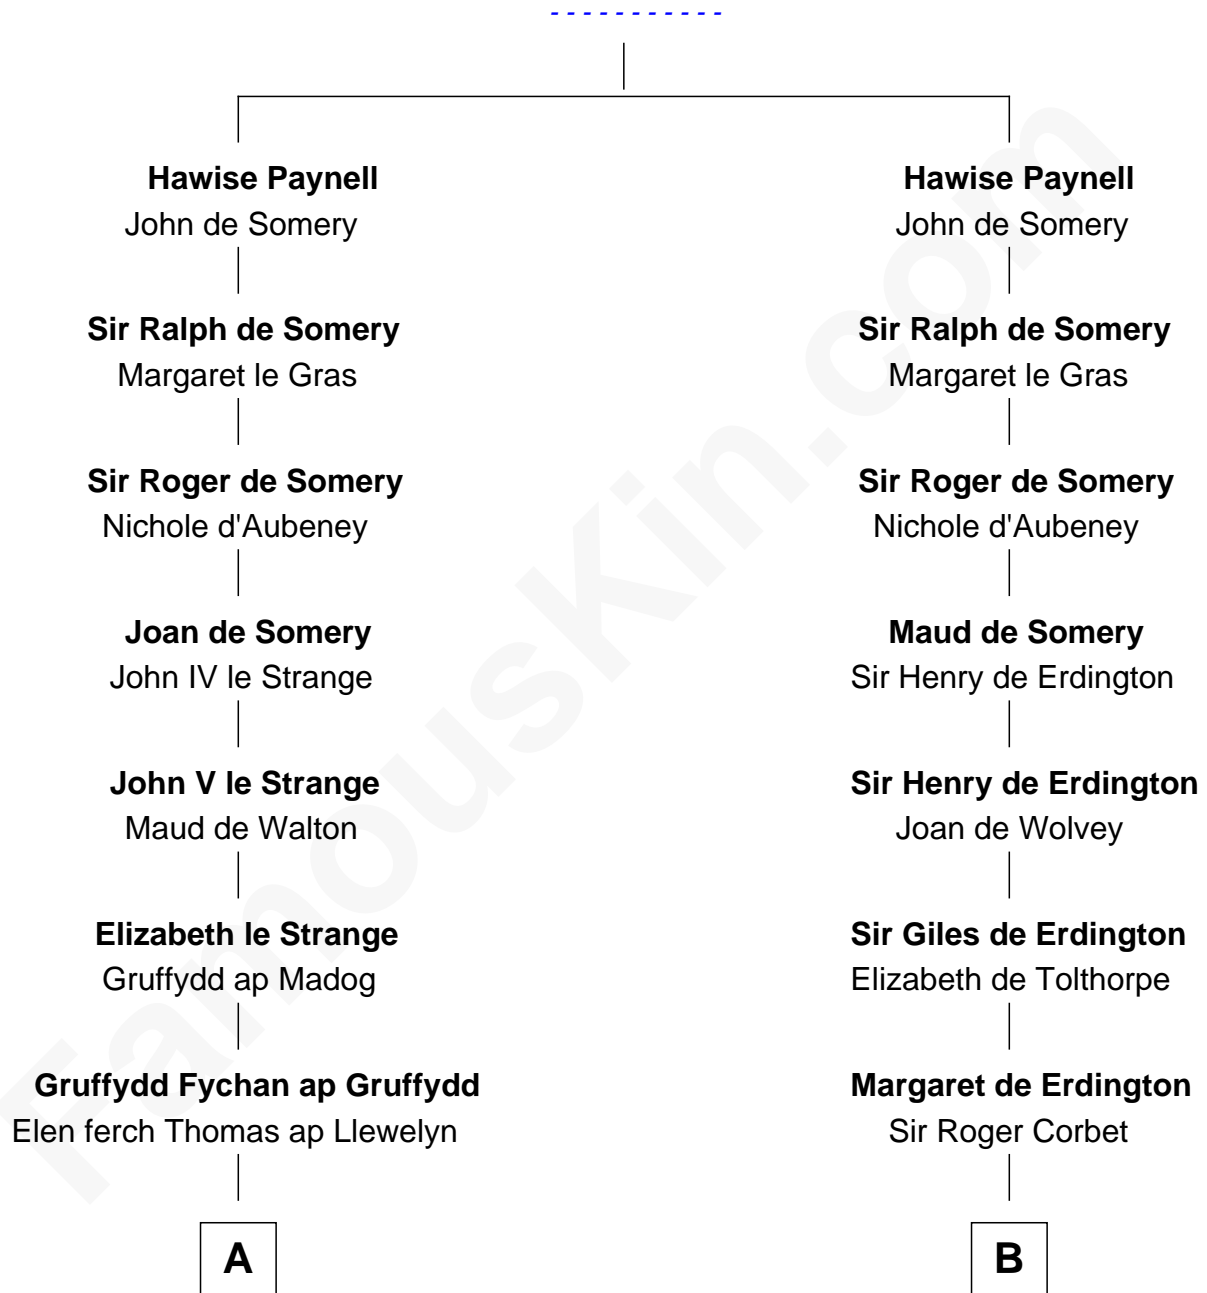 - - - - - - - - - - -
Hawise Paynell
John de Somery
Sir Ralph de Somery
Margaret le Gras
Sir Roger de Somery
Nichole d'Aubeney
Joan de Somery
John IV le Strange
John V le Strange
Maud de Walton
Elizabeth le Strange
Gruffydd ap Madog
Gruffydd Fychan ap Gruffydd
Elen ferch Thomas ap Llewelyn
A
Hawise Paynell
John de Somery
Sir Ralph de Somery
Margaret le Gras
Sir Roger de Somery
Nichole d'Aubeney
Maud de Somery
Sir Henry de Erdington
Sir Henry de Erdington
Joan de Wolvey
Sir Giles de Erdington
Elizabeth de Tolthorpe
Margaret de Erdington
Sir Roger Corbet
B
FamousKin.com